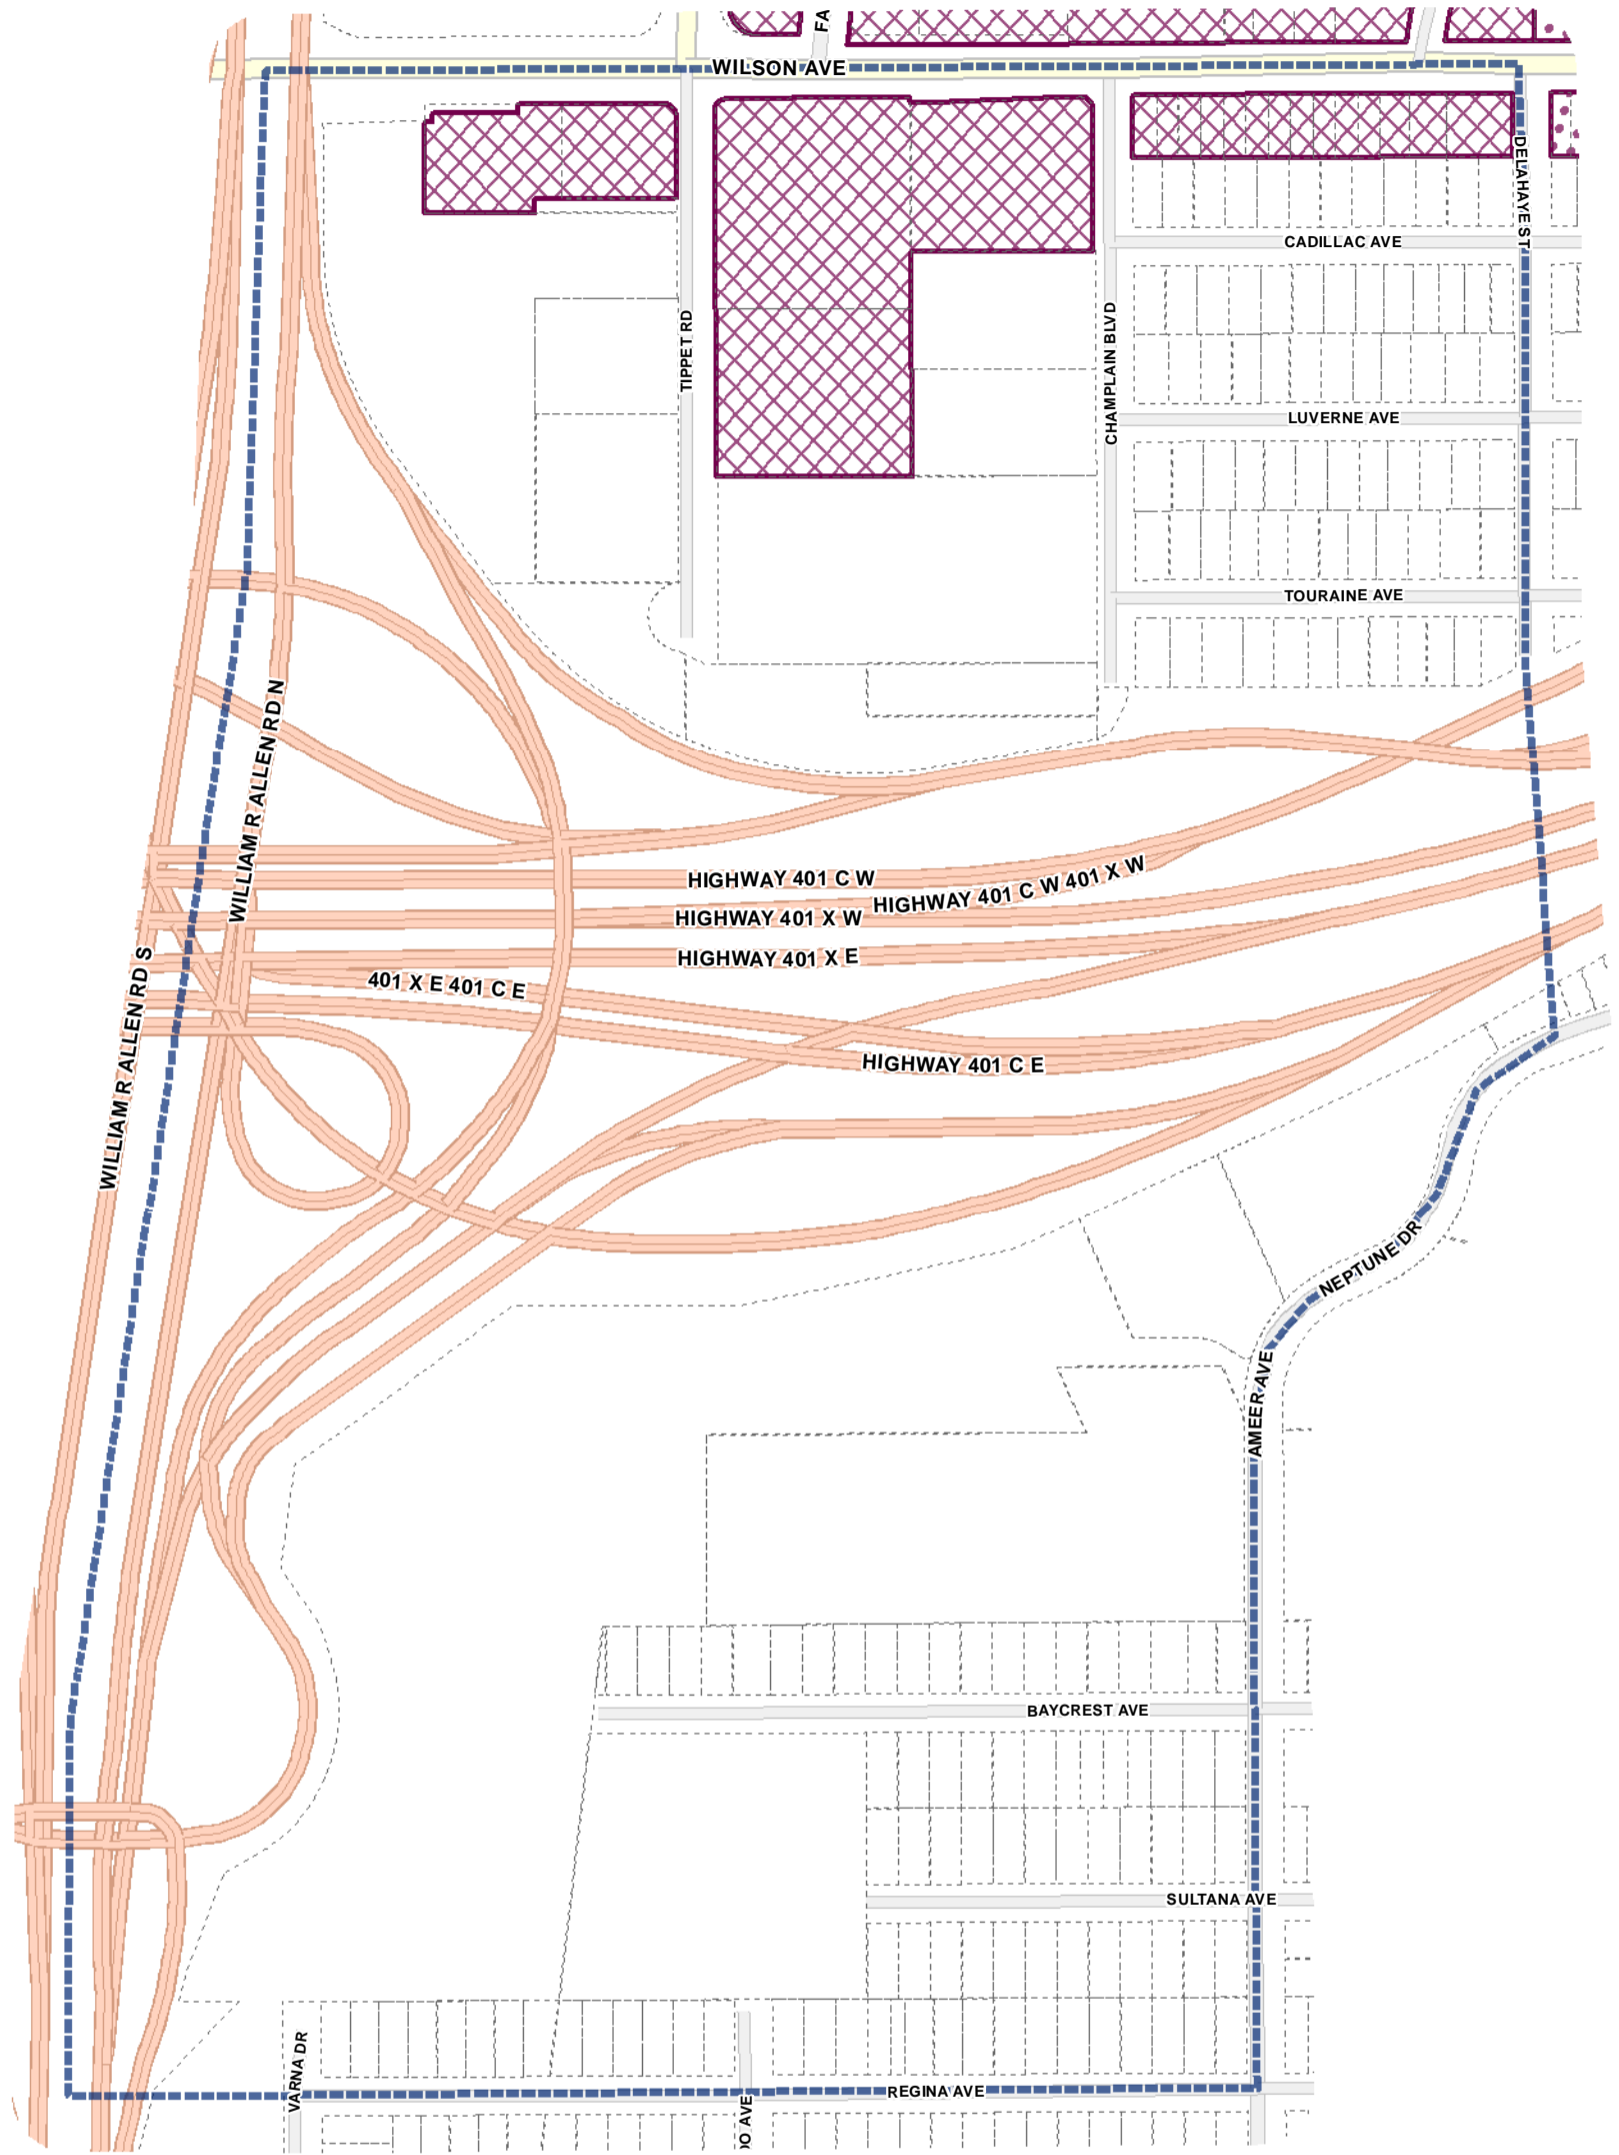 FA
WILSON AVE
DELAHAYE ST
CADILLAC AVE
TIPPET RD
CHAMPLAIN BLVD
LUVERNE AVE
TOURAINE AVE
WILLIAM R ALLEN RD N
HIGHWAY 401 C W
HIGHWAY 401 C W 401 X W
HIGHWAY 401 X W
HIGHWAY 401 X E
401 X E 401 C E
WILLIAM R ALLEN RD S
HIGHWAY 401 C E
NEPTUNE DR
AMEER AVE
BAYCREST AVE
SULTANA AVE
VARNA DR
REGINA AVE
DO AVE